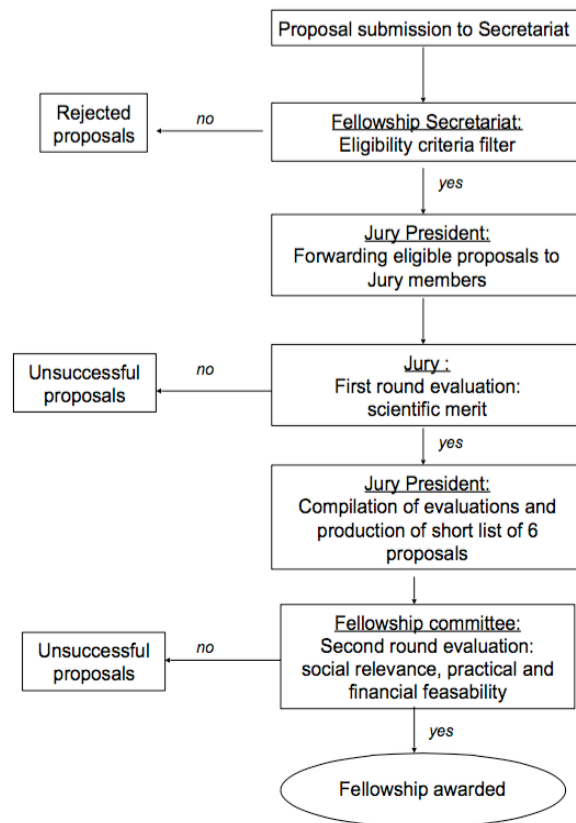 Proposal submission to Secretariat
Rejected
proposals
no
Fellowship Secretariat:
Eligibility criteria filter
yes
Jury President:
Forwarding eligible proposals to
Jury members
Unsuccessful
proposals
no
Jury :
First round evaluation:
scientific merit
yes
Jury President:
Compilation of evaluations and
production of short list of 6
proposals
Unsuccessful
proposals
no
Fellowship committee:
Second round evaluation:
social relevance, practical and
financial feasability
yes
Fellowship awarded